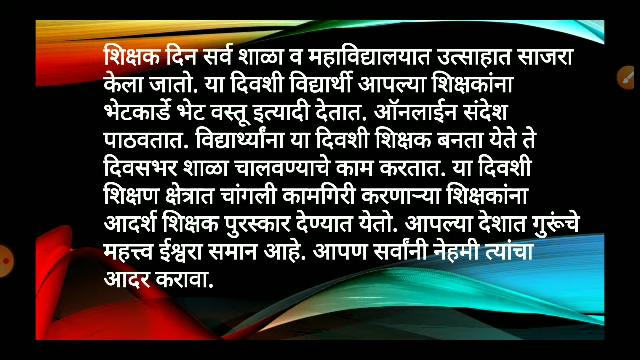 शिक्षक दिन सर्व शाळा व महाविद्यालयात उत्साहात साजरा
केला जातो. या दिवशी विद्यार्थी आपल्या शिक्षकांना
भेटकार्डे भेट वस्तू इत्यादी देतात. ऑनलाईन संदेश
पाठवतात. विद्यार्थ्यांना या दिवशी शिक्षक बनता येते ते
दिवसभर शाळा चालवण्याचे काम करतात. या दिवशी
शिक्षण क्षेत्रात चांगली कामगिरी करणाऱ्या शिक्षकांना
आदर्श शिक्षक पुरस्कार देण्यात येतो. आपल्या देशात गुरूंचे
महत्त्व ईश्वरा समान आहे. आपण सर्वांनी नेहमी त्यांचा
आदर करावा.